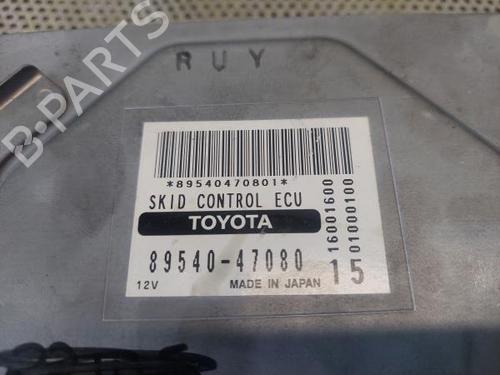 RUY
*89540470801*
SKID CONTROL ECU
TOYOTA
89540-47080
12V MADE IN JAPAN 15
16001600
01000100
B-PARTS